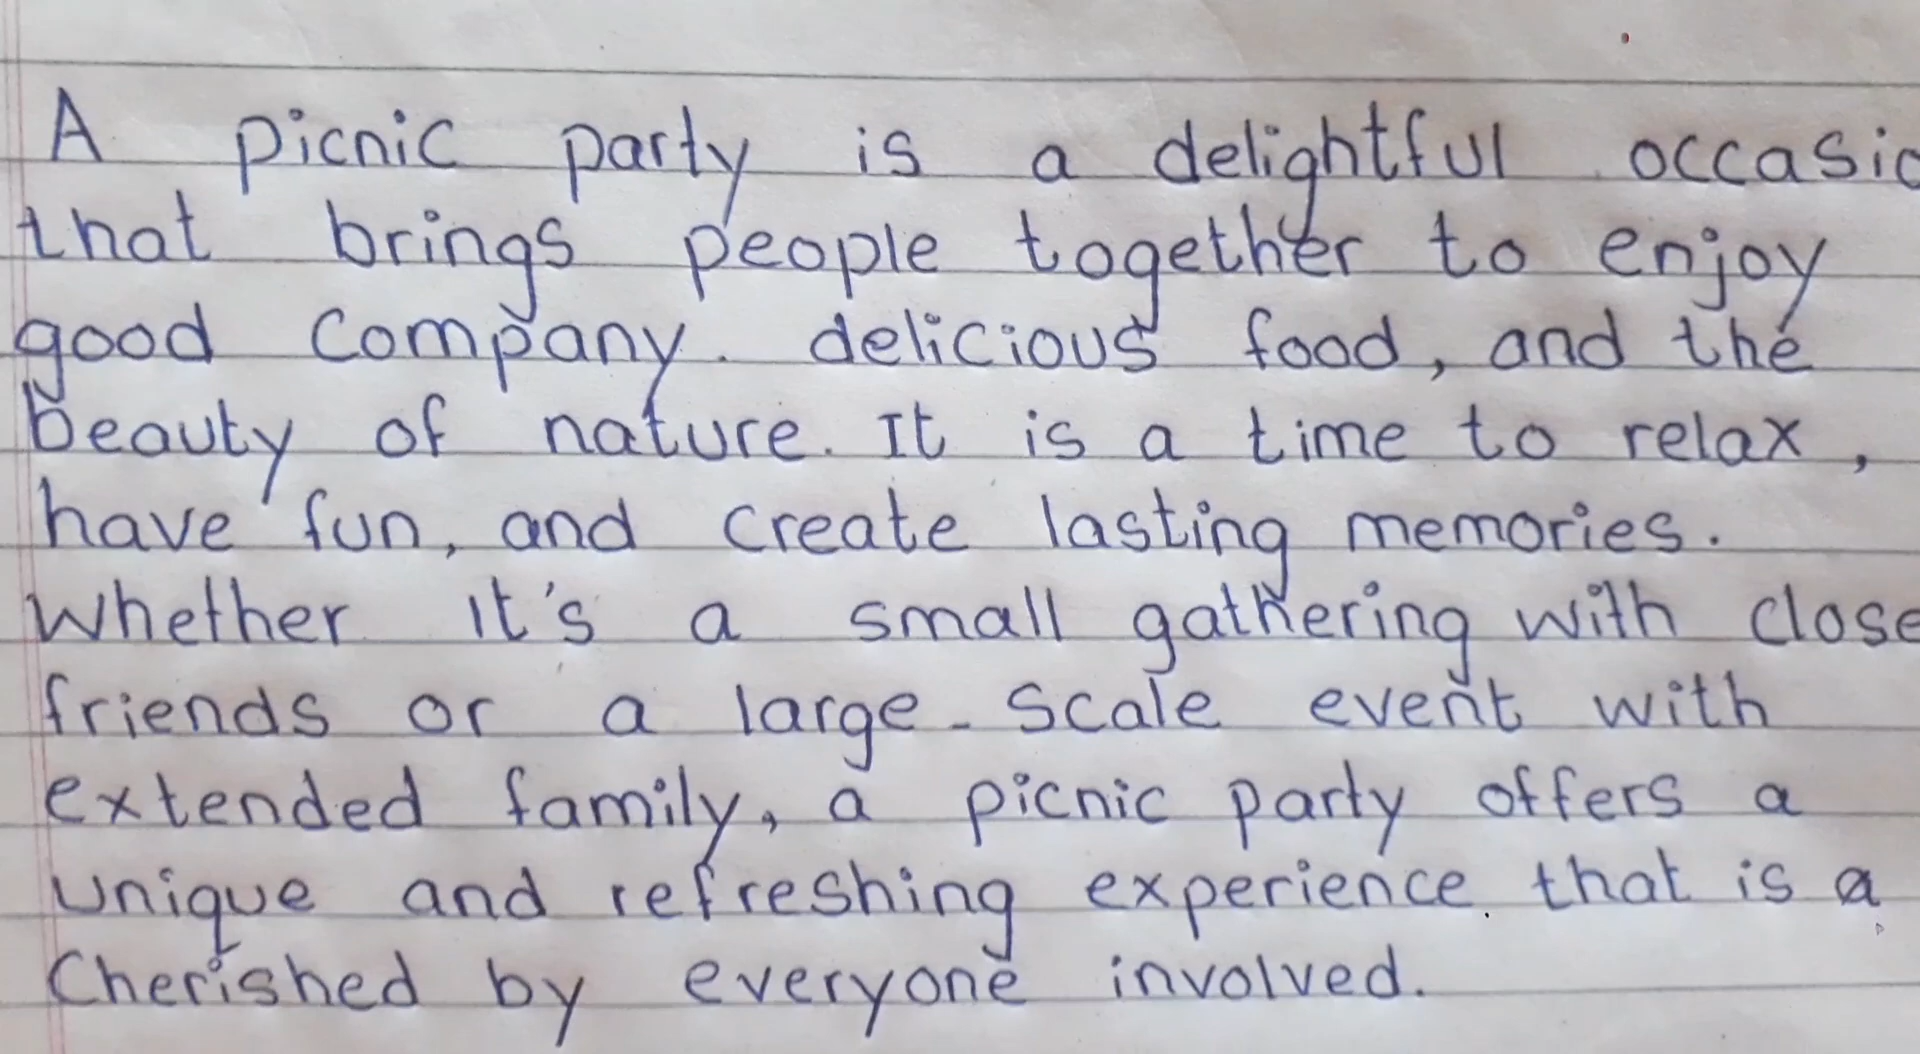 A picnic party is a delightful occasio
that brings people together to enjoy
good company. delicious food, and the
beauty of nature. It is a time to relax,
have fun, and create lasting memories.
Whether it's a small gathering with close
friends or a large-scale event with
extended family, a picnic party offers a
unique and refreshing experience that is a
Cherished by everyone involved.